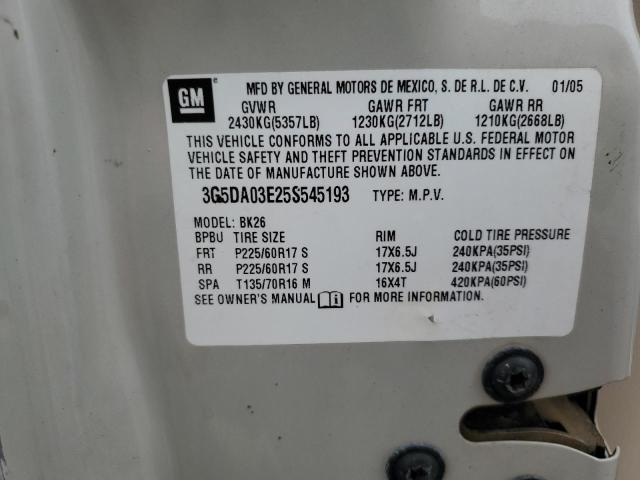 GM
MFD BY GENERAL MOTORS DE MEXICO, S. DE R.L. DE C.V. 01/05
GVWR GAWR FRT GAWR RR
2430KG(5357LB) 1230KG(2712LB) 1210KG(2668LB)
THIS VEHICLE CONFORMS TO ALL APPLICABLE U.S. FEDERAL MOTOR
VEHICLE SAFETY AND THEFT PREVENTION STANDARDS IN EFFECT ON
THE DATE OF MANUFACTURE SHOWN ABOVE.
3G5DA03E25S545193 TYPE: M.P.V.
MODEL: BK26
BPBU TIRE SIZE RIM COLD TIRE PRESSURE
FRT P225/60R17 S 17X6.5J 240KPA(35PSI)
RR P225/60R17 S 17X6.5J 240KPA(35PSI)
SPA T135/70R16 M 16X4T 420KPA(60PSI)
SEE OWNER'S MANUAL FOR MORE INFORMATION.